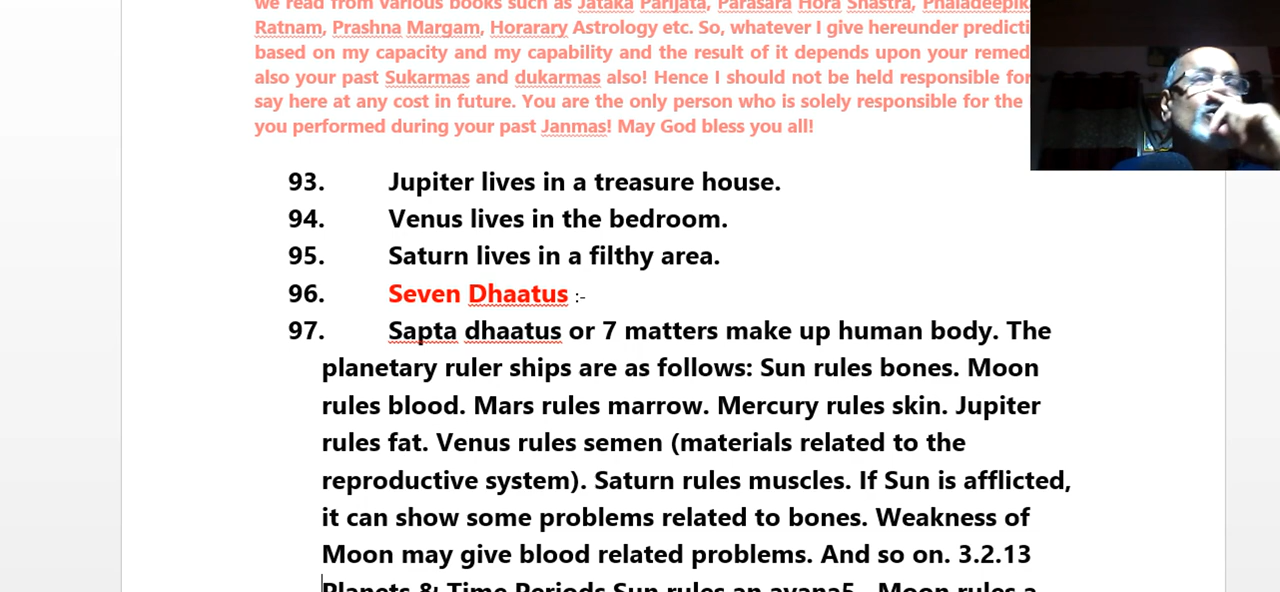 we read from various books such as Jataka Parijata, Parasara Hora Shastra,
Ratnam, Prashna Margam, Horarary Astrology etc. So, whatever I give hereunder predicti
based on my capacity and my capability and the result of it depends upon your remed
also your past Sukarmas and dukarmas also! Hence I should not be held responsible for
say here at any cost in future. You are the only person who is solely responsible for the
you performed during your past Janmas! May God bless you all!
93. Jupiter lives in a treasure house.
94. Venus lives in the bedroom.
95. Saturn lives in a filthy area.
96. Seven Dhaatus :-
97. Sapta dhaatus or 7 matters make up human body. The
planetary ruler ships are as follows: Sun rules bones. Moon
rules blood. Mars rules marrow. Mercury rules skin. Jupiter
rules fat. Venus rules semen (materials related to the
reproductive system). Saturn rules muscles. If Sun is afflicted,
it can show some problems related to bones. Weakness of
Moon may give blood related problems. And so on. 3.2.13
Planets & Time Periods Sun rules an ayana5 . Moon rules a